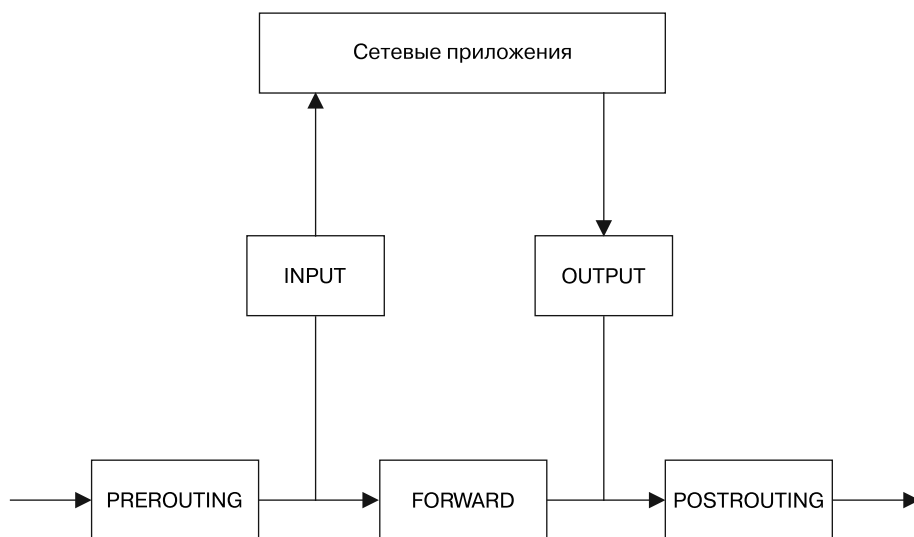 Сетевые приложения
INPUT
OUTPUT
PREROUTING
FORWARD
POSTROUTING